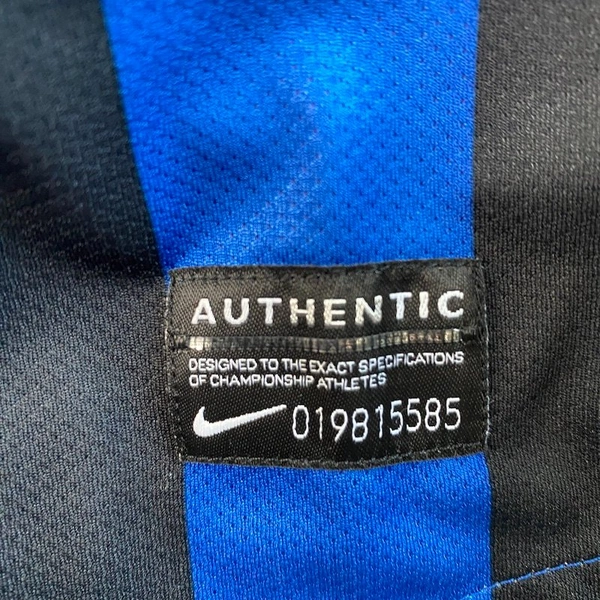 AUTHENTIC
DESIGNED TO THE EXACT SPECIFICATIONS
OF CHAMPIONSHIP ATHLETES
019815585